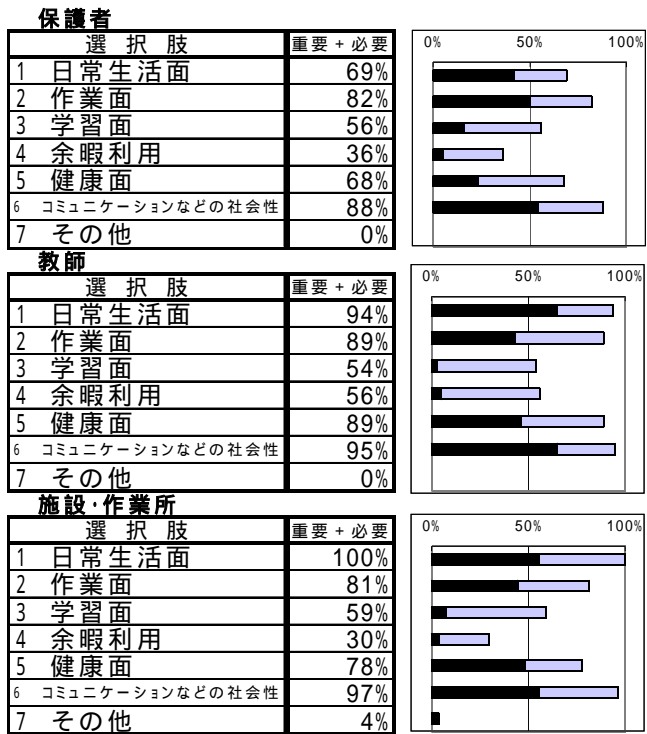 保護者
選択肢 重要+必要 0% 50% 100%
1 日常生活面 69%
2 作業面 82%
3 学習面 56%
4 余暇利用 36%
5 健康面 68%
6 コミュニケーションなどの社会性 88%
7 その他 0%
教師
選択肢 重要+必要 0% 50% 100%
1 日常生活面 94%
2 作業面 89%
3 学習面 54%
4 余暇利用 56%
5 健康面 89%
6 コミュニケーションなどの社会性 95%
7 その他 0%
施設・作業所
選択肢 重要+必要 0% 50% 100%
1 日常生活面 100%
2 作業面 81%
3 学習面 59%
4 余暇利用 30%
5 健康面 78%
6 コミュニケーションなどの社会性 97%
7 その他 4%